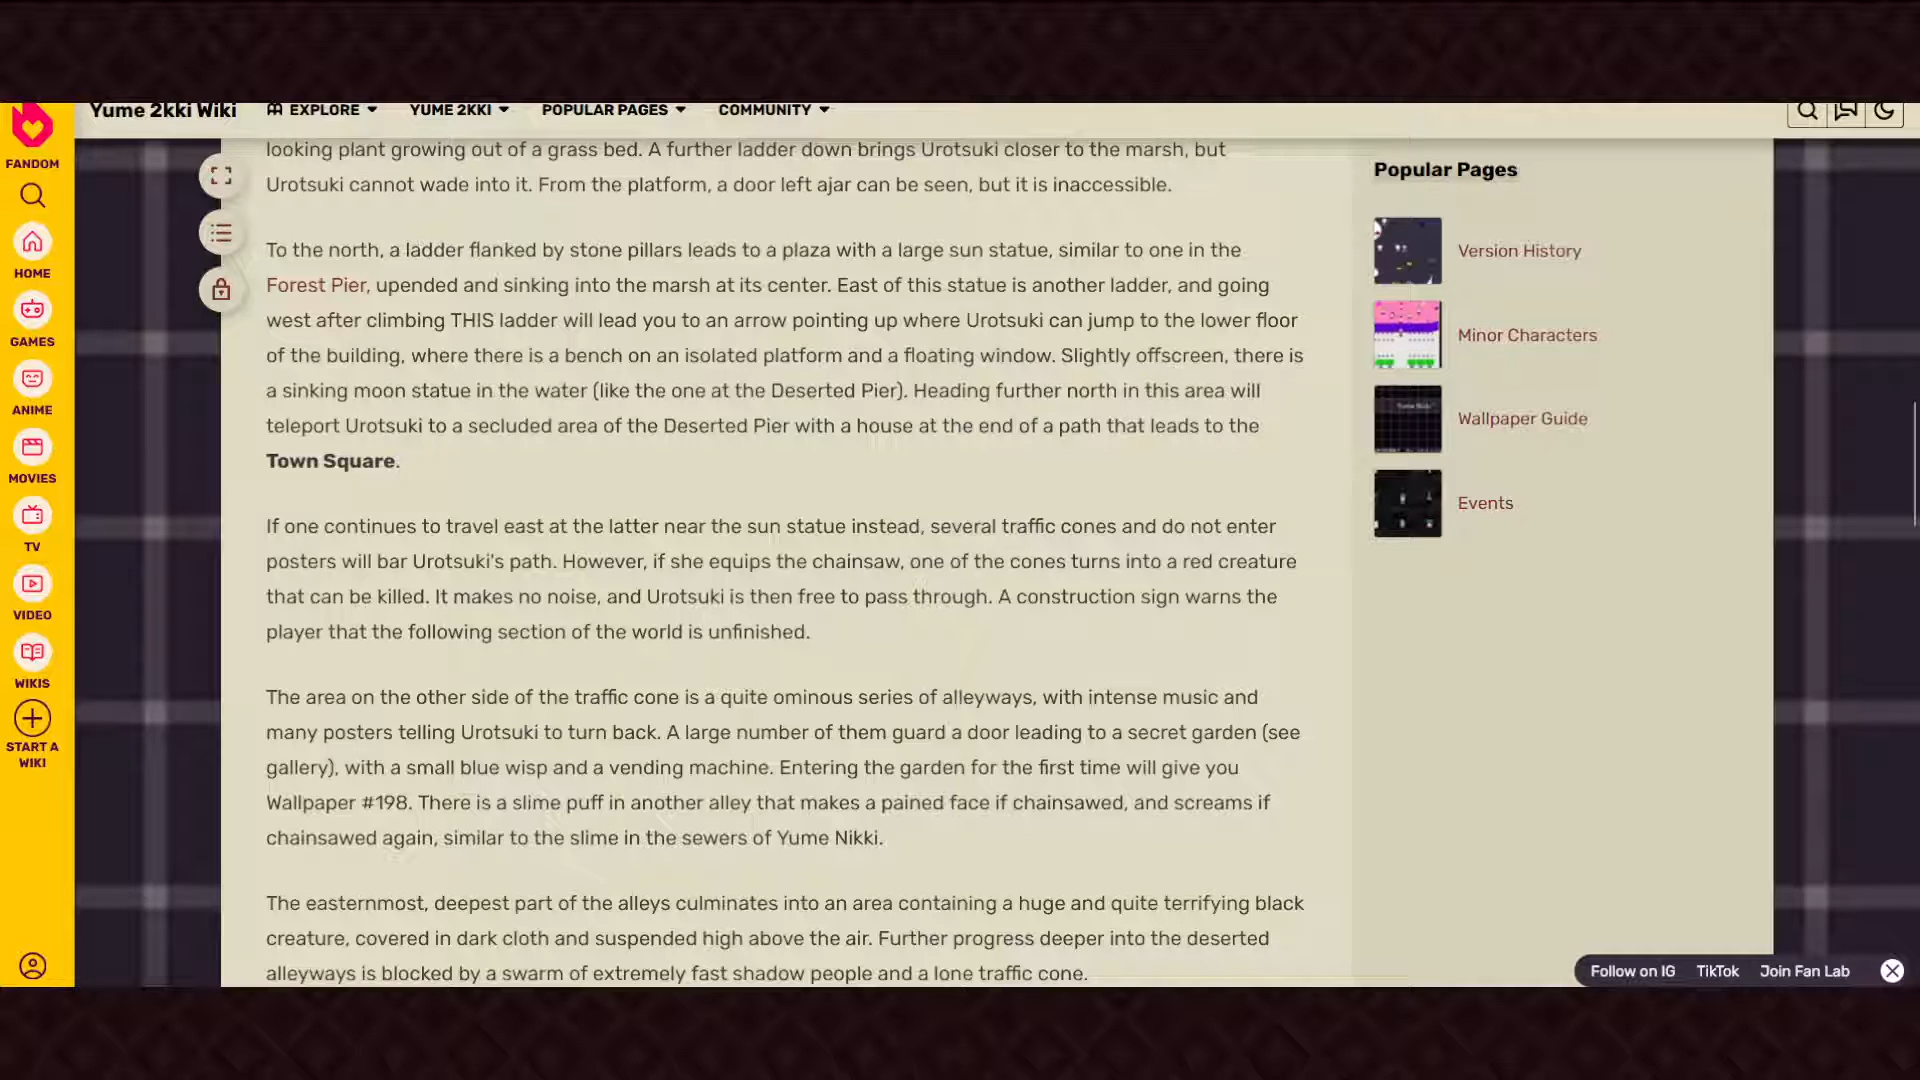 Yume 2kki Wiki
EXPLORE
YUME 2KKI
POPULAR PAGES
COMMUNITY
FANDOM
HOME
GAMES
ANIME
MOVIES
TV
VIDEO
WIKIS
START A
WIKI
looking plant growing out of a grass bed. A further ladder down brings Urotsuki closer to the marsh, but
Urotsuki cannot wade into it. From the platform, a door left ajar can be seen, but it is inaccessible.
To the north, a ladder flanked by stone pillars leads to a plaza with a large sun statue, similar to one in the
Forest Pier, upended and sinking into the marsh at its center. East of this statue is another ladder, and going
west after climbing THIS ladder will lead you to an arrow pointing up where Urotsuki can jump to the lower floor
of the building, where there is a bench on an isolated platform and a floating window. Slightly offscreen, there is
a sinking moon statue in the water (like the one at the Deserted Pier). Heading further north in this area will
teleport Urotsuki to a secluded area of the Deserted Pier with a house at the end of a path that leads to the
Town Square.
If one continues to travel east at the latter near the sun statue instead, several traffic cones and do not enter
posters will bar Urotsuki's path. However, if she equips the chainsaw, one of the cones turns into a red creature
that can be killed. It makes no noise, and Urotsuki is then free to pass through. A construction sign warns the
player that the following section of the world is unfinished.
The area on the other side of the traffic cone is a quite ominous series of alleyways, with intense music and
many posters telling Urotsuki to turn back. A large number of them guard a door leading to a secret garden (see
gallery), with a small blue wisp and a vending machine. Entering the garden for the first time will give you
Wallpaper #198. There is a slime puff in another alley that makes a pained face if chainsawed, and screams if
chainsawed again, similar to the slime in the sewers of Yume Nikki.
The easternmost, deepest part of the alleys culminates into an area containing a huge and quite terrifying black
creature, covered in dark cloth and suspended high above the air. Further progress deeper into the deserted
alleyways is blocked by a swarm of extremely fast shadow people and a lone traffic cone.
Popular Pages
Version History
Minor Characters
Wallpaper Guide
Events
Follow on IG
TikTok
Join Fan Lab